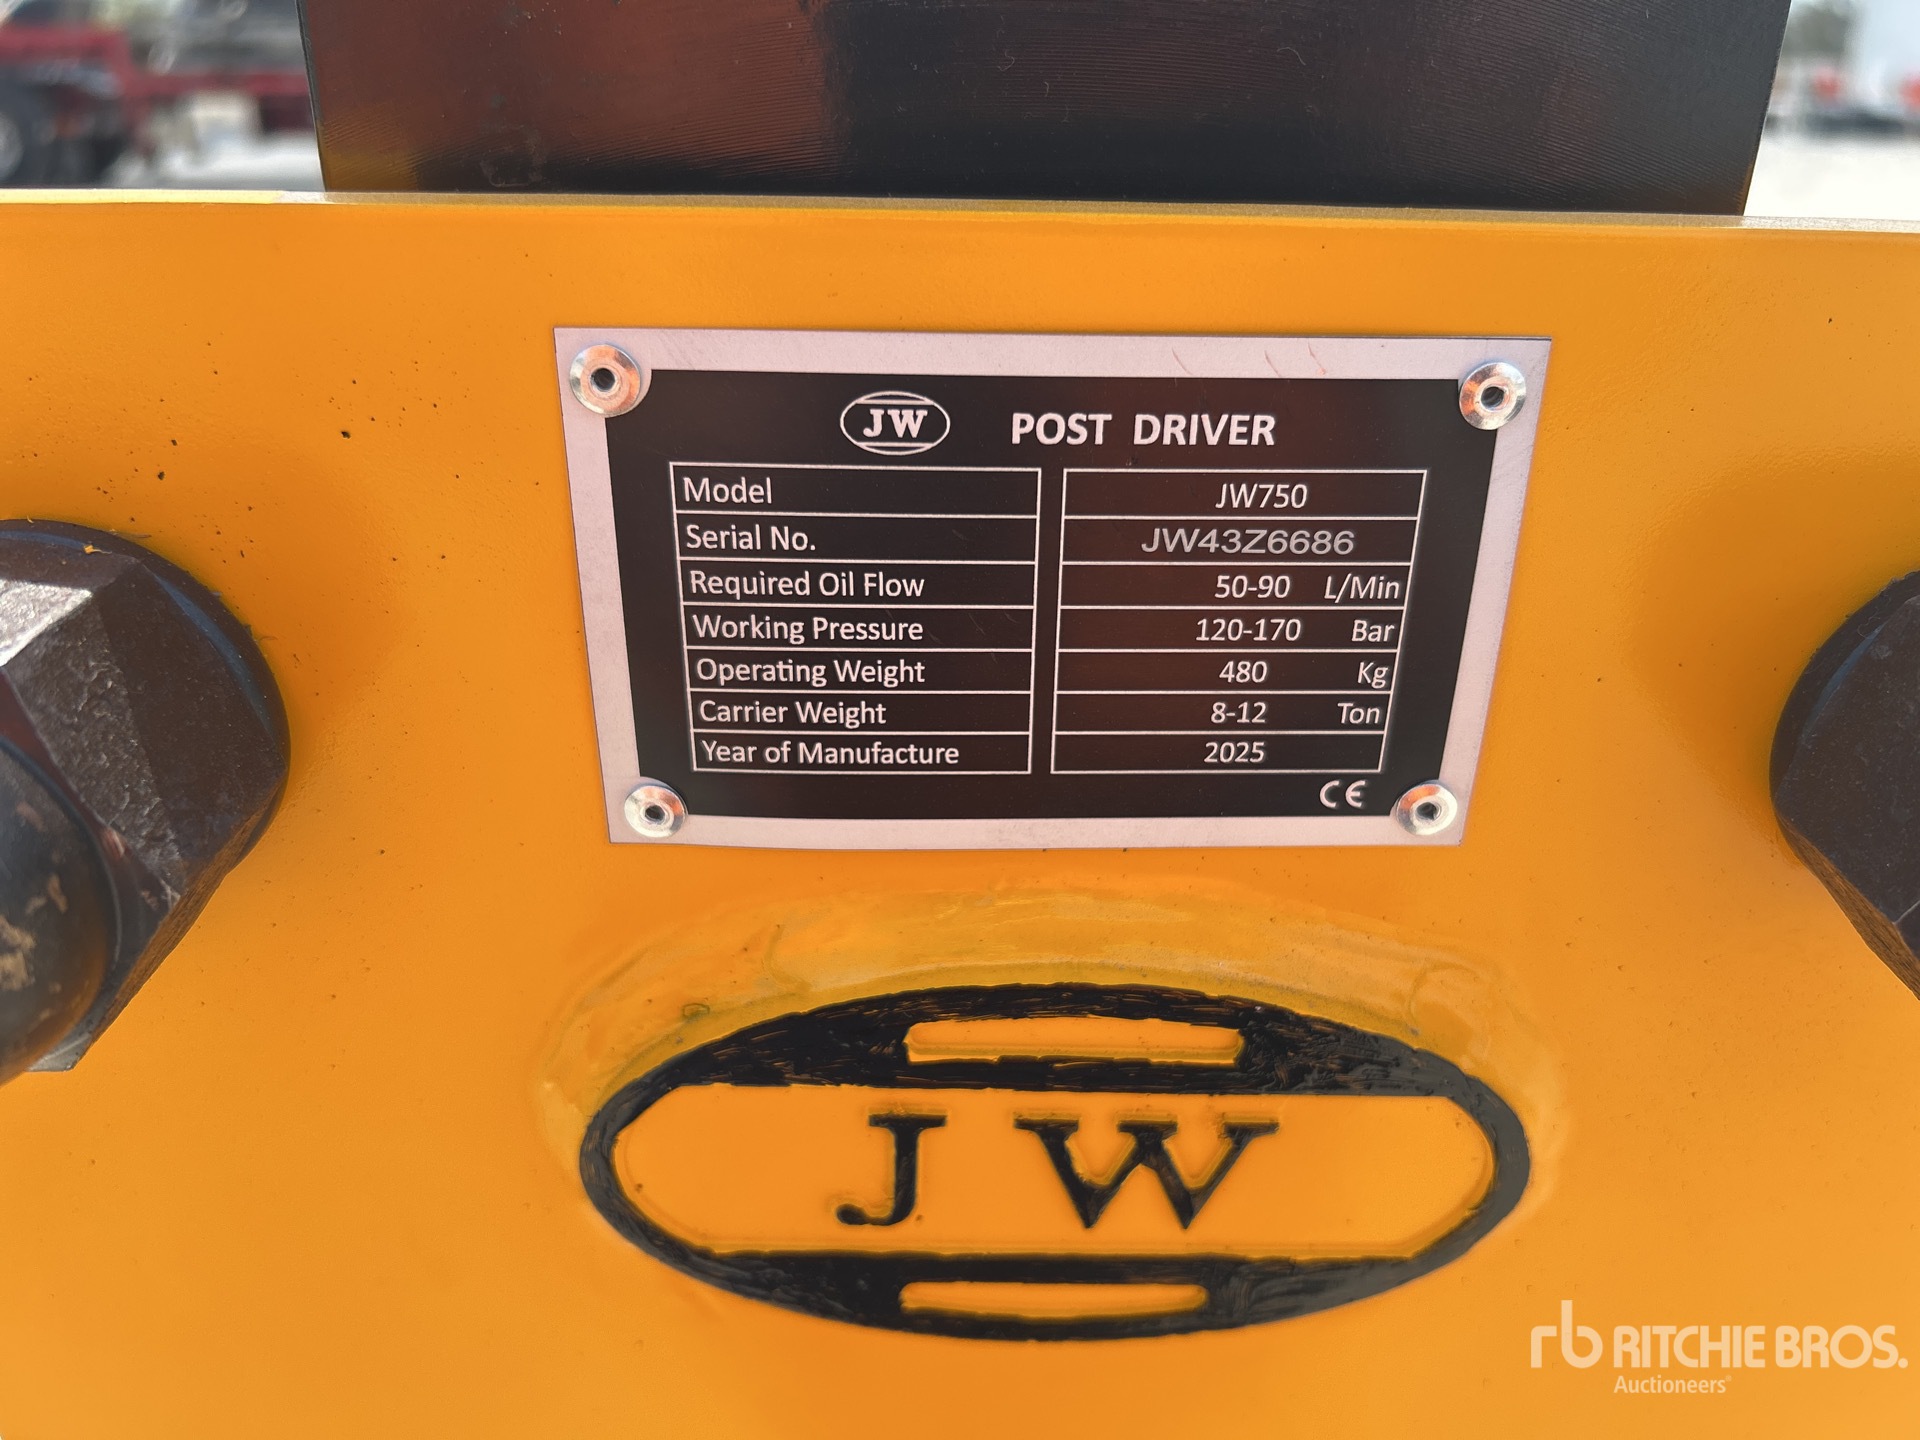 JW POST DRIVER
Model JW750
Serial No. JW43Z6686
Required Oil Flow 50-90 L/Min
Working Pressure 120-170 Bar
Operating Weight 480 Kg
Carrier Weight 8-12 Ton
Year of Manufacture 2025
CE
JW
rb RITCHIE BROS.
Auctioneers